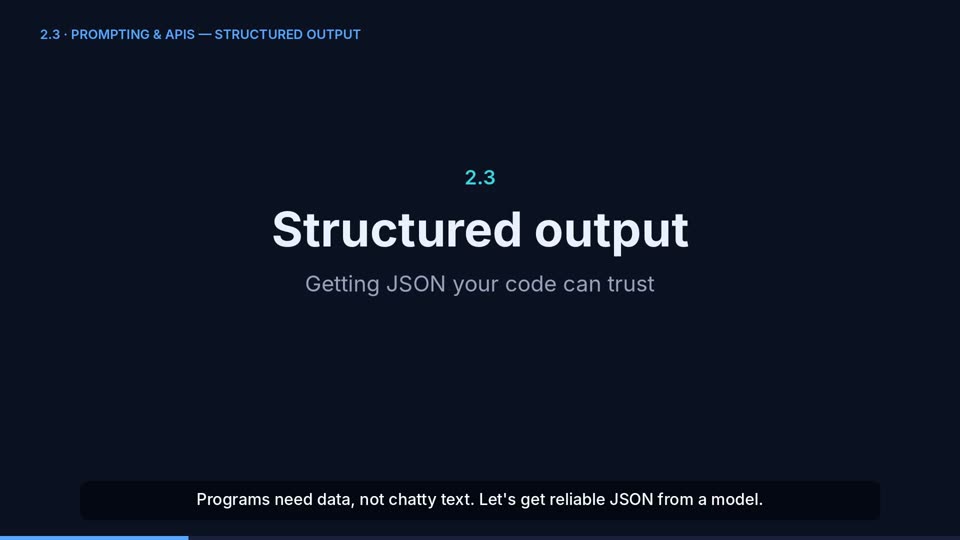 2.3 · PROMPTING & APIS — STRUCTURED OUTPUT
2.3
Structured output
Getting JSON your code can trust
Programs need data, not chatty text. Let's get reliable JSON from a model.